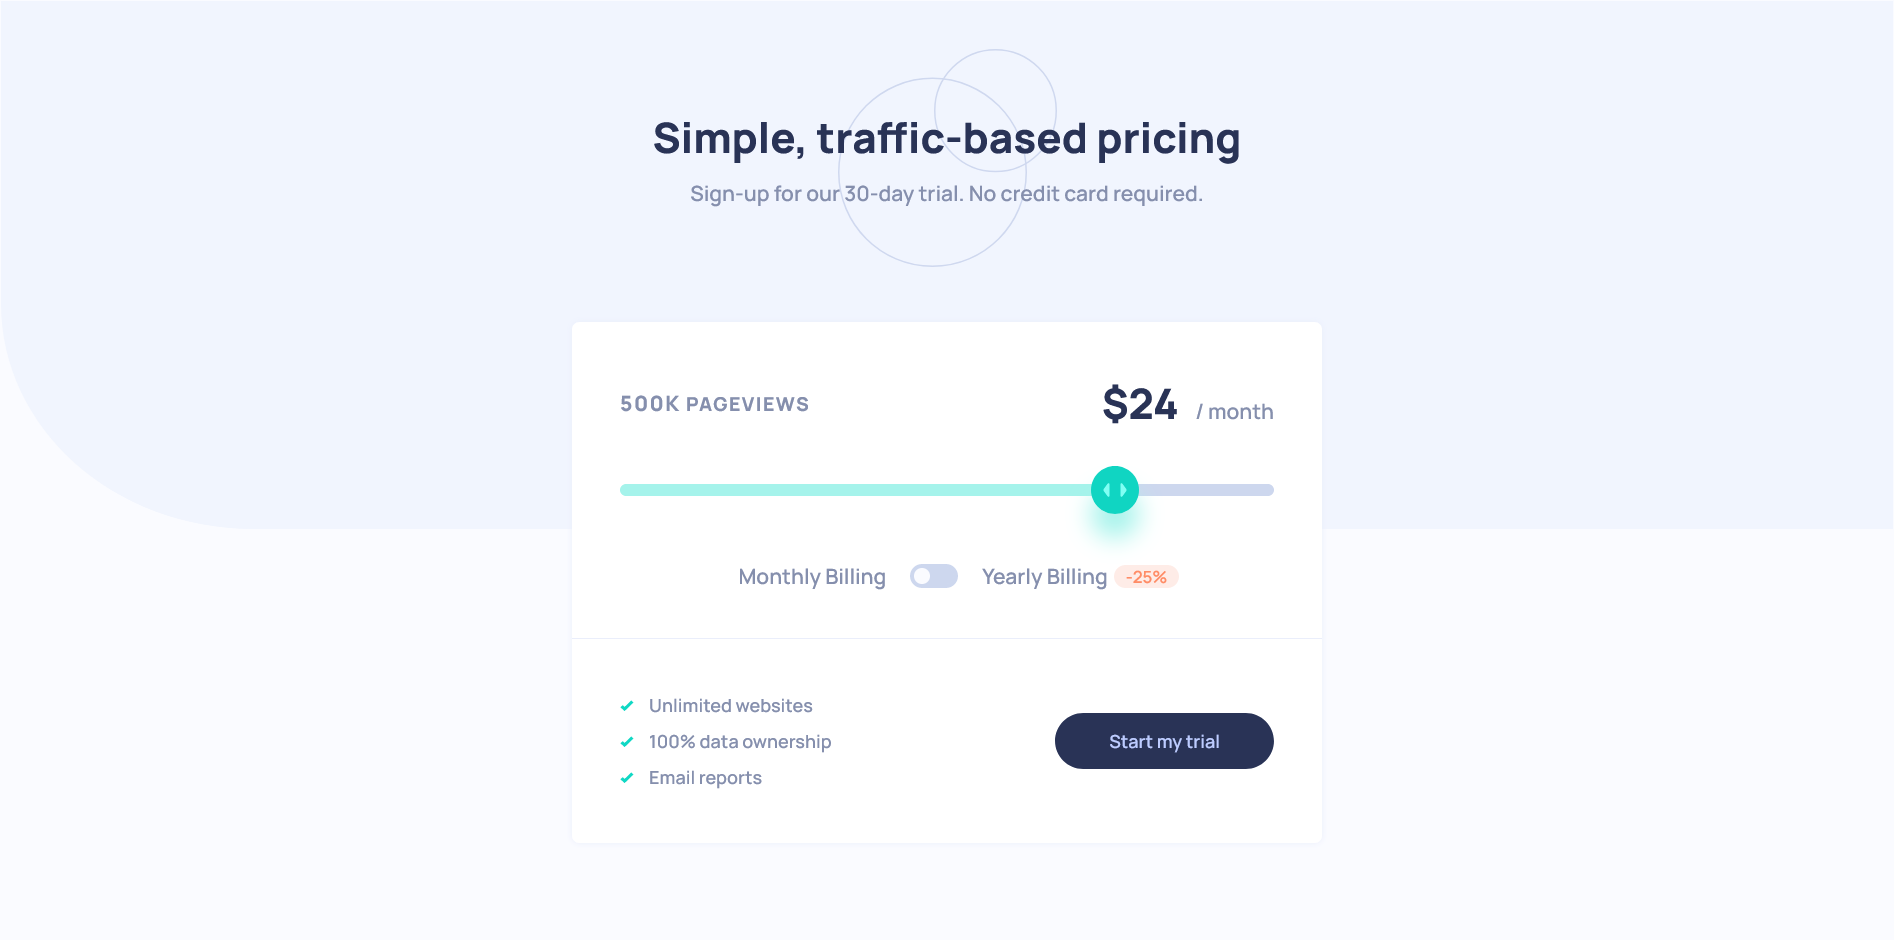 Simple, traffic-based pricing
Sign-up for our 30-day trial. No credit card required.
500K PAGEVIEWS
$24 / month
Monthly Billing
Yearly Billing -25%
Unlimited websites
100% data ownership
Email reports
Start my trial